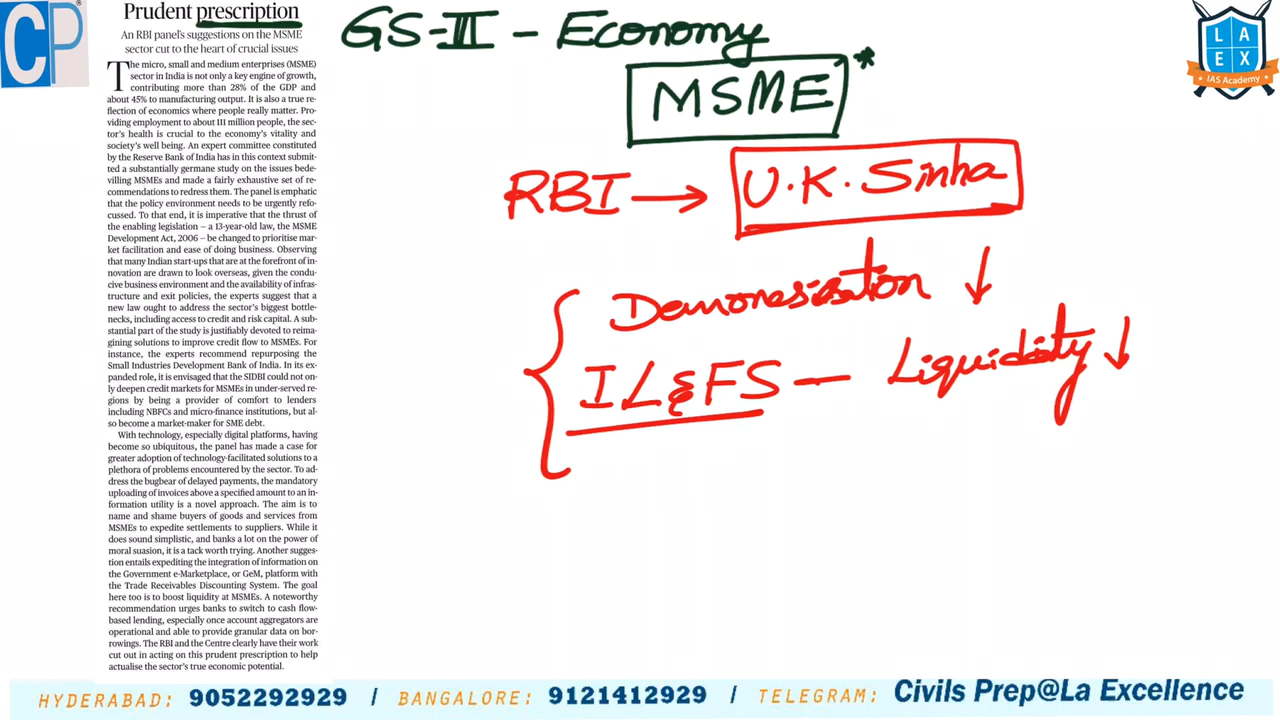 CP
Prudent prescription
An RBI panel's suggestions on the MSME
sector cut to the heart of crucial issues
The micro, small and medium enterprises (MSME)
sector in India is not only a key engine of growth,
contributing more than 28% of the GDP and
about 45% to manufacturing output. It is also a true re-
flection of economics where people really matter. Pro-
viding employment to about 111 million people, the sec-
tor's health is crucial to the economy's vitality and
society's well being. An expert committee constituted
by the Reserve Bank of India has in this context submit-
ted a substantially germane study on the issues bede-
villing MSMEs and made a fairly exhaustive set of re-
commendations to redress them. The panel is emphatic
that the policy environment needs to be urgently refo-
cussed. To that end, it is imperative that the thrust of
the enabling legislation – a 13-year-old law, the MSME
Development Act, 2006 – be changed to prioritise mar-
ket facilitation and ease of doing business. Observing
that many Indian start-ups that are at the forefront of in-
novation are drawn to look overseas, given the condu-
cive business environment and the availability of infras-
tructure and exit policies, the experts suggest that a
new law ought to address the sector's biggest bottle-
necks, including access to credit and risk capital. A sub-
stantial part of the study is justifiably devoted to reima-
gining solutions to improve credit flow to MSMEs. For
instance, the experts recommend repurposing the
Small Industries Development Bank of India. In its ex-
panded role, it is envisaged that the SIDBI could not on-
ly deepen credit markets for MSMEs in under-served re-
gions by being a provider of comfort to lenders
including NBFCs and micro-finance institutions, but al-
so become a market-maker for SME debt.
With technology, especially digital platforms, having
become so ubiquitous, the panel has made a case for
greater adoption of technology-facilitated solutions to a
plethora of problems encountered by the sector. To ad-
dress the bugbear of delayed payments, the mandatory
uploading of invoices above a specified amount to an in-
formation utility is a novel approach. The aim is to
name and shame buyers of goods and services from
MSMEs to expedite settlements to suppliers. While it
does sound simplistic, and banks a lot on the power of
moral suasion, it is a tack worth trying. Another sugges-
tion entails expediting the integration of information on
the Government e-Marketplace, or GeM, platform with
the Trade Receivables Discounting System. The goal
here too is to boost liquidity at MSMEs. A noteworthy
recommendation urges banks to switch to cash flow-
based lending, especially once account aggregators are
operational and able to provide granular data on bor-
rowings. The RBI and the Centre clearly have their work
cut out in acting on this prudent prescription to help
actualise the sector's true economic potential.
GS-III - Economy
MSME *
RBI → U.K. Sinha
Demonesisation ↓
IL&FS — Liquidity ↓
LAEX
IAS Academy
HYDERABAD: 9052292929 / BANGALORE: 9121412929 / TELEGRAM: Civils Prep@La Excellence